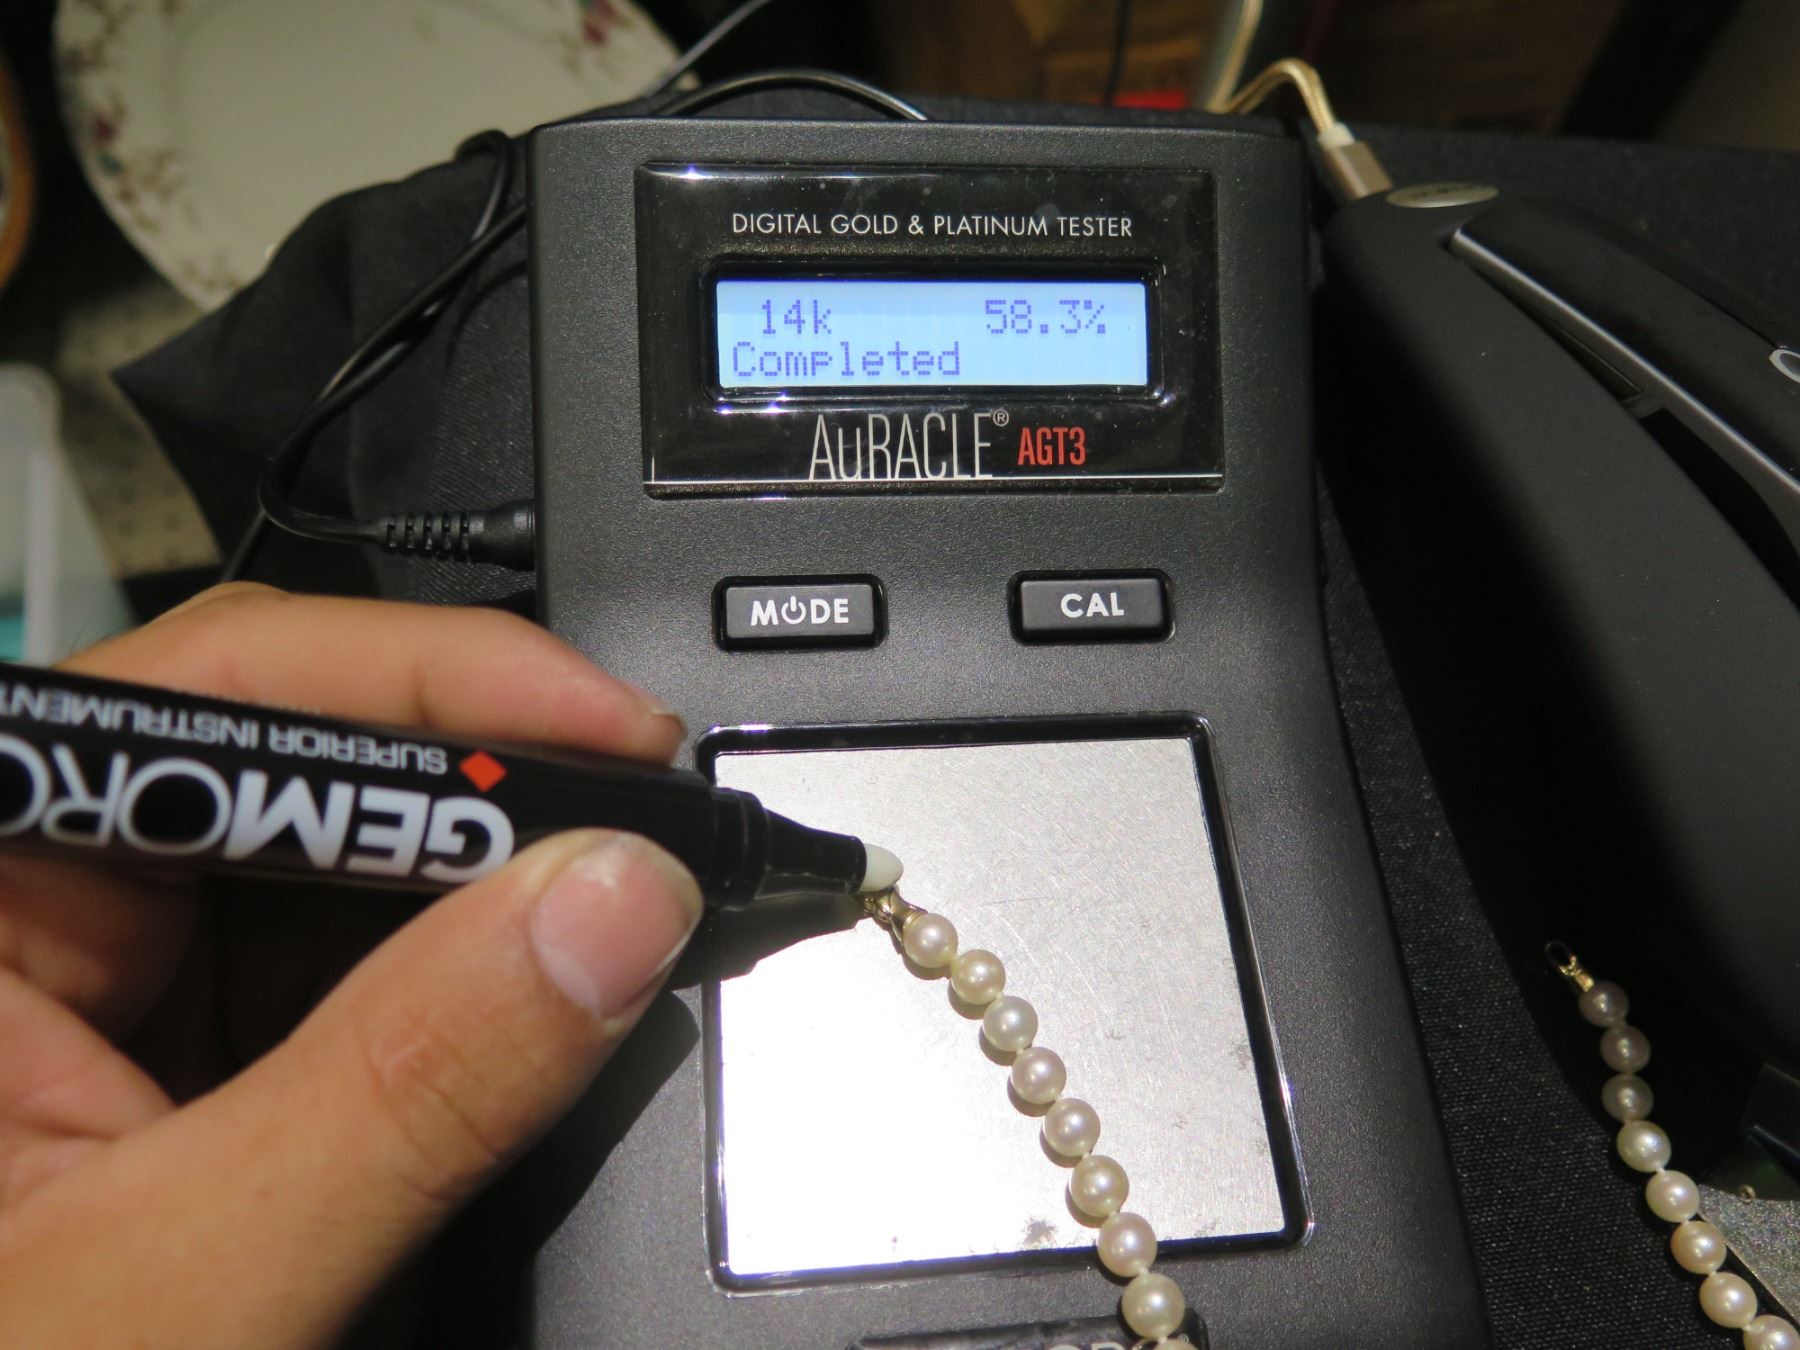 DIGITAL GOLD & PLATINUM TESTER
14k 58.3%
Completed
AuRACLE® AGT3
MODE CAL
SUPERIOR INSTRUMENT
GEMORO